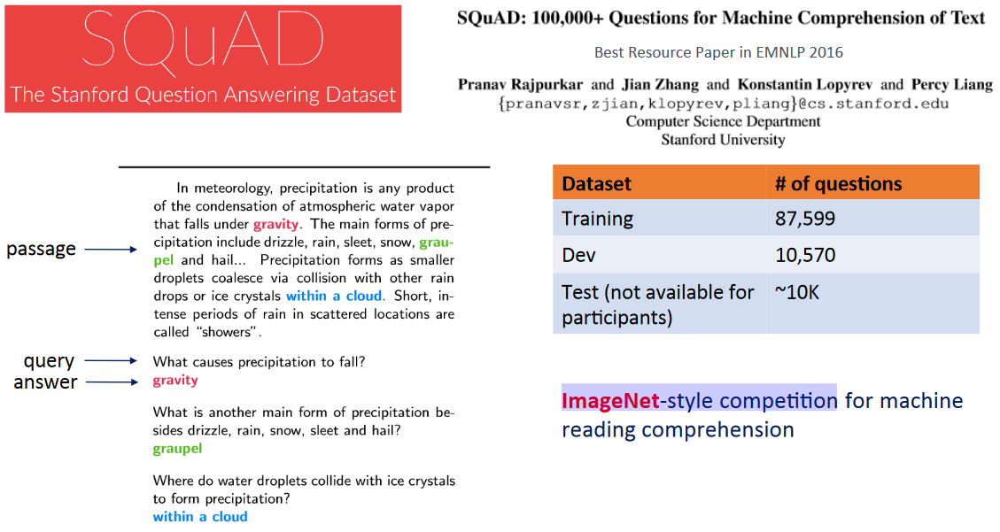 SQuAD
The Stanford Question Answering Dataset
SQuAD: 100,000+ Questions for Machine Comprehension of Text
Best Resource Paper in EMNLP 2016
Pranav Rajpurkar and Jian Zhang and Konstantin Lopyrev and Percy Liang
{pranavsr,zjian,klopyrev,pliang}@cs.stanford.edu
Computer Science Department
Stanford University
passage
In meteorology, precipitation is any product
of the condensation of atmospheric water vapor
that falls under gravity. The main forms of pre-
cipitation include drizzle, rain, sleet, snow, grau-
pel and hail... Precipitation forms as smaller
droplets coalesce via collision with other rain
drops or ice crystals within a cloud. Short, in-
tense periods of rain in scattered locations are
called “showers”.
query
What causes precipitation to fall?
answer
gravity
What is another main form of precipitation be-
sides drizzle, rain, snow, sleet and hail?
graupel
Where do water droplets collide with ice crystals
to form precipitation?
within a cloud
Dataset # of questions
Training 87,599
Dev 10,570
Test (not available for ~10K
participants)
ImageNet-style competition for machine
reading comprehension